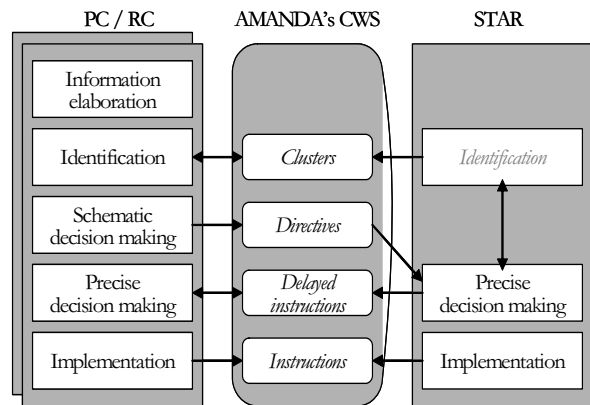 PC / RC
AMANDA's CWS
STAR
Information
elaboration
Identification
Clusters
Identification
Schematic
decision making
Directives
Precise
decision making
Delayed
instructions
Precise
decision making
Implementation
Instructions
Implementation